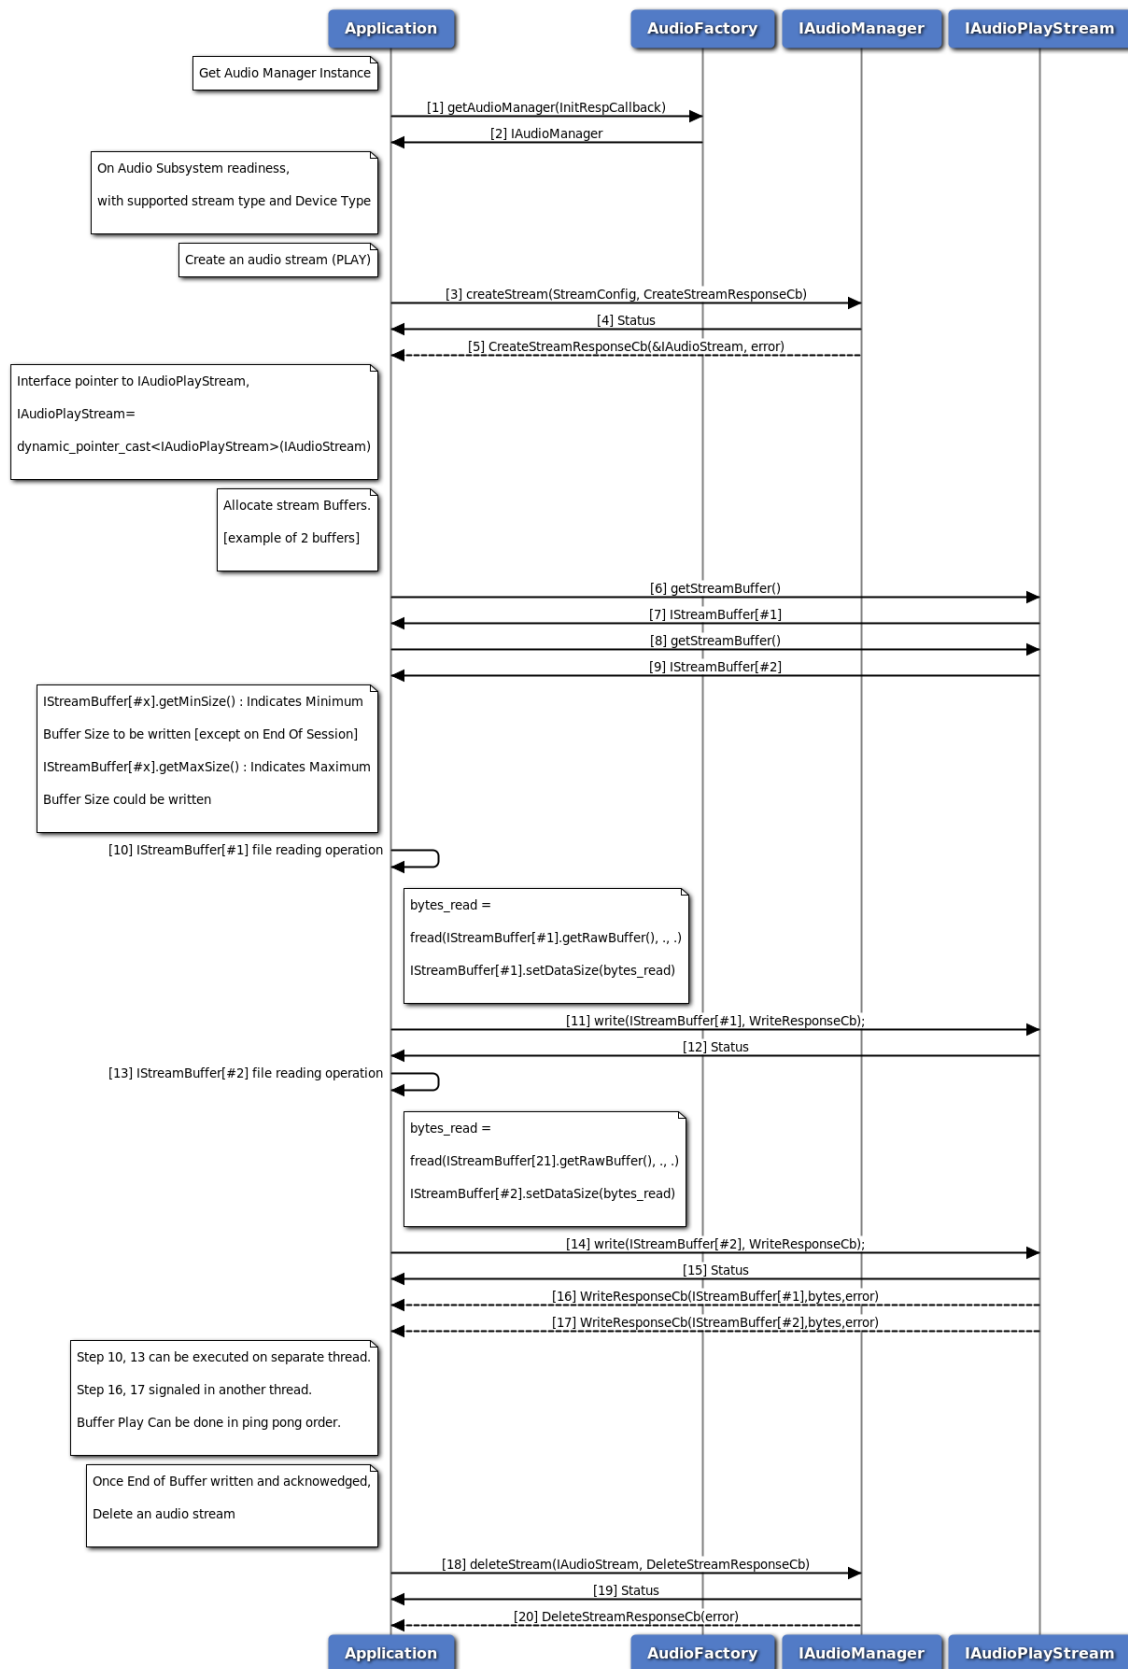 Application
AudioFactory
IAudioManager
IAudioPlayStream
Get Audio Manager Instance
[1] getAudioManager(InitRespCallback)
[2] IAudioManager
On Audio Subsystem readiness,
with supported stream type and Device Type
Create an audio stream (PLAY)
[3] createStream(StreamConfig, CreateStreamResponseCb)
[4] Status
[5] CreateStreamResponseCb(&IAudioStream, error)
Interface pointer to IAudioPlayStream,
IAudioPlayStream=
dynamic_pointer_cast<IAudioPlayStream>(IAudioStream)
Allocate stream Buffers.
[example of 2 buffers]
[6] getStreamBuffer()
[7] IStreamBuffer[#1]
[8] getStreamBuffer()
[9] IStreamBuffer[#2]
IStreamBuffer[#x].getMinSize() : Indicates Minimum
Buffer Size to be written [except on End Of Session]
IStreamBuffer[#x].getMaxSize() : Indicates Maximum
Buffer Size could be written
[10] IStreamBuffer[#1] file reading operation
bytes_read =
fread(IStreamBuffer[#1].getRawBuffer(), ., .)
IStreamBuffer[#1].setDataSize(bytes_read)
[11] write(IStreamBuffer[#1], WriteResponseCb);
[12] Status
[13] IStreamBuffer[#2] file reading operation
bytes_read =
fread(IStreamBuffer[21].getRawBuffer(), ., .)
IStreamBuffer[#2].setDataSize(bytes_read)
[14] write(IStreamBuffer[#2], WriteResponseCb);
[15] Status
[16] WriteResponseCb(IStreamBuffer[#1],bytes,error)
[17] WriteResponseCb(IStreamBuffer[#2],bytes,error)
Step 10, 13 can be executed on separate thread.
Step 16, 17 signaled in another thread.
Buffer Play Can be done in ping pong order.
Once End of Buffer written and acknowedged,
Delete an audio stream
[18] deleteStream(IAudioStream, DeleteStreamResponseCb)
[19] Status
[20] DeleteStreamResponseCb(error)
Application
AudioFactory
IAudioManager
IAudioPlayStream